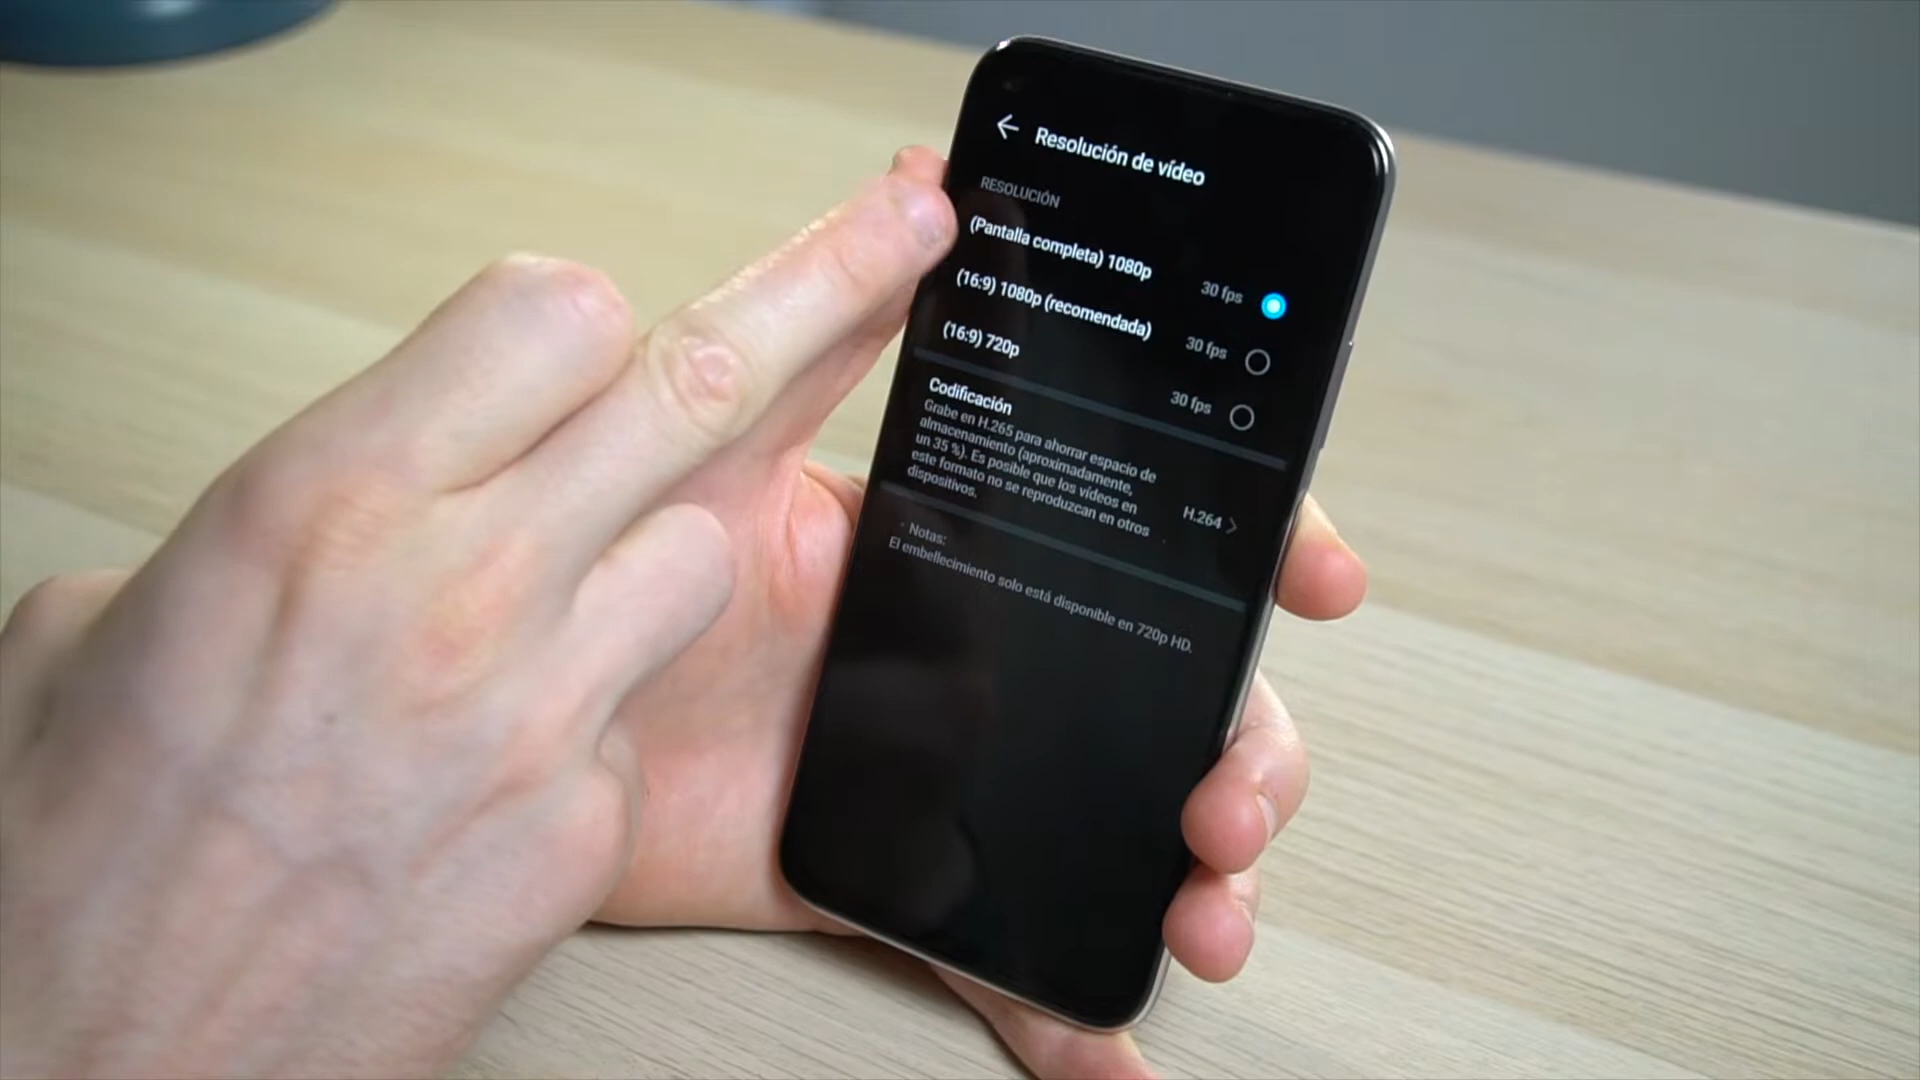 Resolución de vídeo
RESOLUCIÓN
(Pantalla completa) 1080p 30 fps
(16:9) 1080p (recomendada) 30 fps
(16:9) 720p 30 fps
Codificación
Grabe en H.265 para ahorrar espacio de
almacenamiento (aproximadamente,
un 35 %). Es posible que los vídeos en
este formato no se reproduzcan en otros
dispositivos.
H.264
Notas:
El embellecimiento solo está disponible en 720p HD.